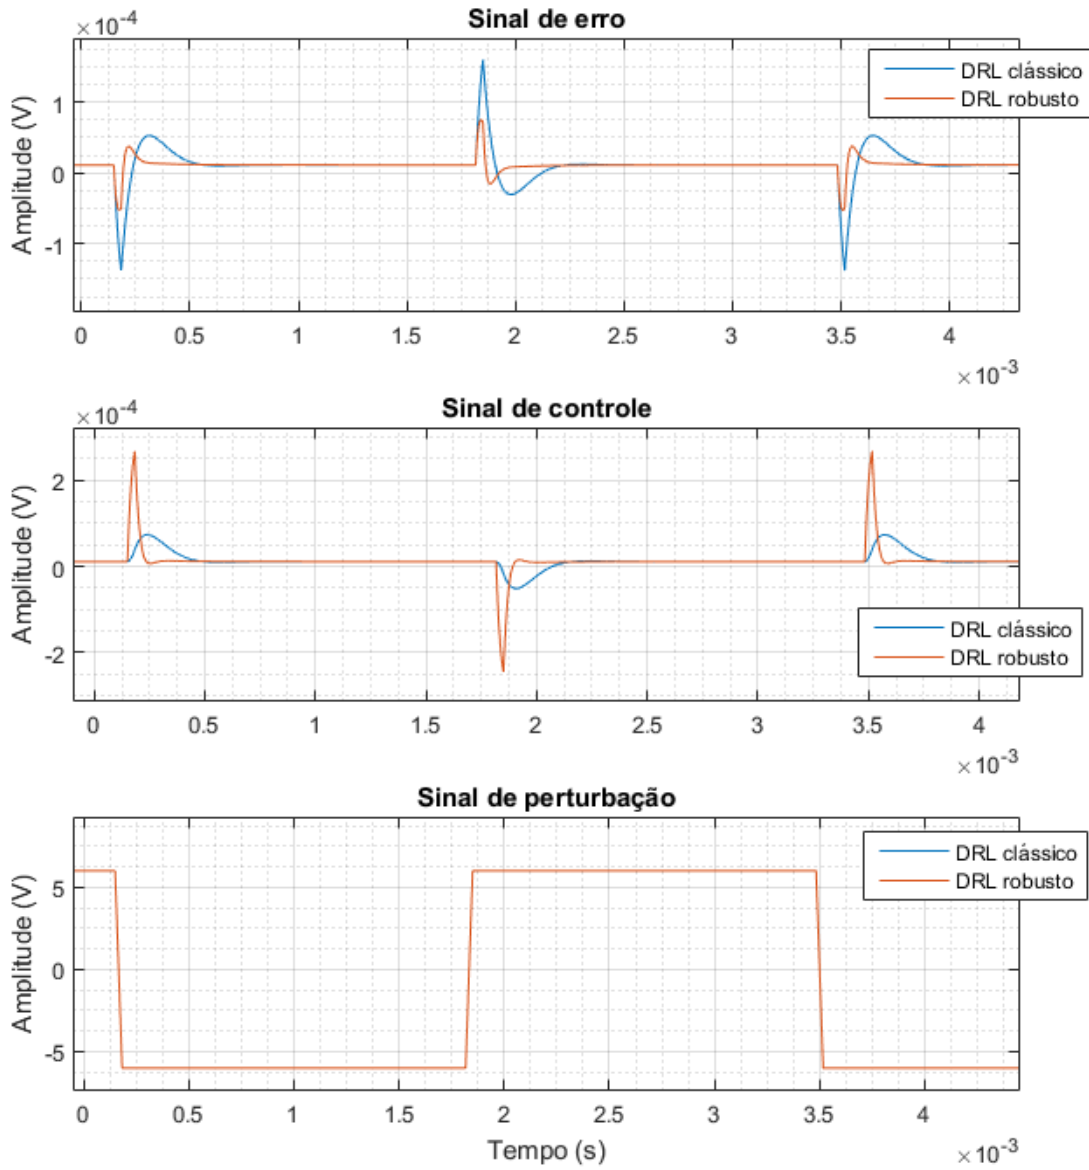 Sinal de erro
×10⁻⁴
DRL clássico
DRL robusto
Amplitude (V)
1
0
-1
0 0.5 1 1.5 2 2.5 3 3.5 4
×10⁻³
Sinal de controle
×10⁻⁴
Amplitude (V)
2
0
-2
DRL clássico
DRL robusto
0 0.5 1 1.5 2 2.5 3 3.5 4
×10⁻³
Sinal de perturbação
DRL clássico
DRL robusto
Amplitude (V)
5
0
-5
0 0.5 1 1.5 2 2.5 3 3.5 4
Tempo (s)
×10⁻³